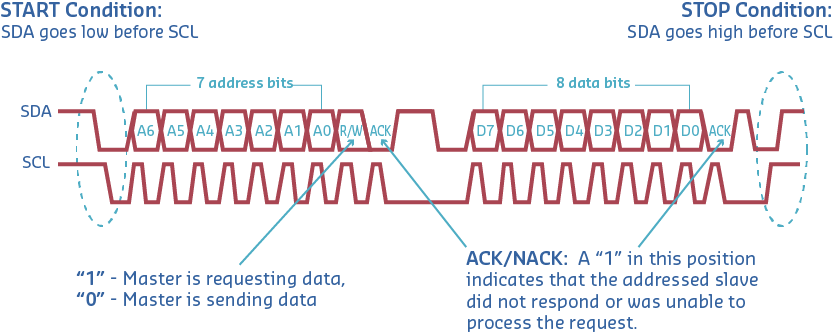 START Condition:
SDA goes low before SCL
STOP Condition:
SDA goes high before SCL
7 address bits
8 data bits
SDA
A6 A5 A4 A3 A2 A1 A0 R/W ACK
D7 D6 D5 D4 D3 D2 D1 D0 ACK
SCL
“1” - Master is requesting data,
“0” - Master is sending data
ACK/NACK: A “1” in this position
indicates that the addressed slave
did not respond or was unable to
process the request.